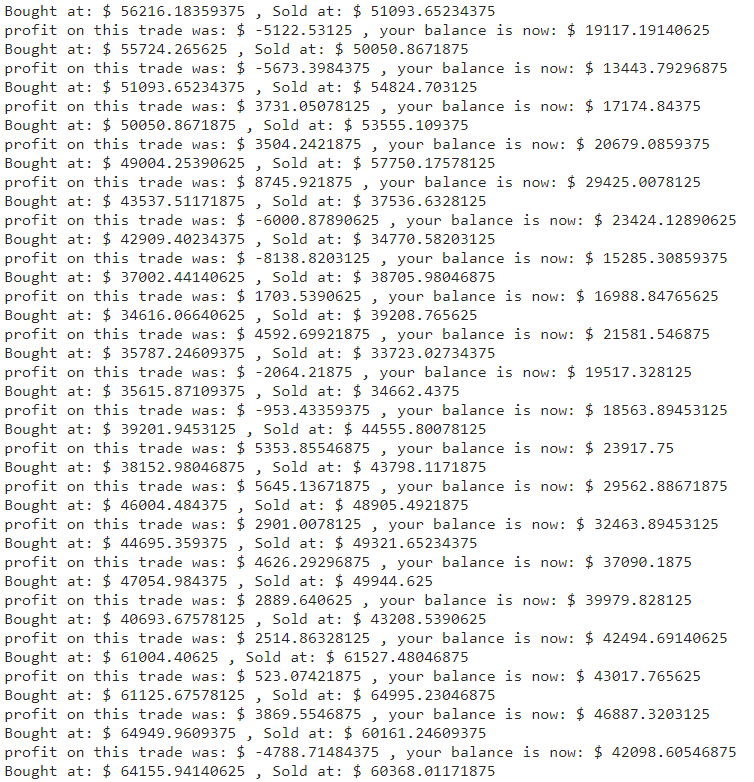 Bought at: $ 56216.18359375 , Sold at: $ 51093.65234375
profit on this trade was: $ -5122.53125 , your balance is now: $ 19117.19140625
Bought at: $ 55724.265625 , Sold at: $ 50050.8671875
profit on this trade was: $ -5673.3984375 , your balance is now: $ 13443.79296875
Bought at: $ 51093.65234375 , Sold at: $ 54824.703125
profit on this trade was: $ 3731.05078125 , your balance is now: $ 17174.84375
Bought at: $ 50050.8671875 , Sold at: $ 53555.109375
profit on this trade was: $ 3504.2421875 , your balance is now: $ 20679.0859375
Bought at: $ 49004.25390625 , Sold at: $ 57750.17578125
profit on this trade was: $ 8745.921875 , your balance is now: $ 29425.0078125
Bought at: $ 43537.51171875 , Sold at: $ 37536.6328125
profit on this trade was: $ -6000.87890625 , your balance is now: $ 23424.12890625
Bought at: $ 42909.40234375 , Sold at: $ 34770.58203125
profit on this trade was: $ -8138.8203125 , your balance is now: $ 15285.30859375
Bought at: $ 37002.44140625 , Sold at: $ 38705.98046875
profit on this trade was: $ 1703.5390625 , your balance is now: $ 16988.84765625
Bought at: $ 34616.06640625 , Sold at: $ 39208.765625
profit on this trade was: $ 4592.69921875 , your balance is now: $ 21581.546875
Bought at: $ 35787.24609375 , Sold at: $ 33723.02734375
profit on this trade was: $ -2064.21875 , your balance is now: $ 19517.328125
Bought at: $ 35615.87109375 , Sold at: $ 34662.4375
profit on this trade was: $ -953.43359375 , your balance is now: $ 18563.89453125
Bought at: $ 39201.9453125 , Sold at: $ 44555.80078125
profit on this trade was: $ 5353.85546875 , your balance is now: $ 23917.75
Bought at: $ 38152.98046875 , Sold at: $ 43798.1171875
profit on this trade was: $ 5645.13671875 , your balance is now: $ 29562.88671875
Bought at: $ 46004.484375 , Sold at: $ 48905.4921875
profit on this trade was: $ 2901.0078125 , your balance is now: $ 32463.89453125
Bought at: $ 44695.359375 , Sold at: $ 49321.65234375
profit on this trade was: $ 4626.29296875 , your balance is now: $ 37090.1875
Bought at: $ 47054.984375 , Sold at: $ 49944.625
profit on this trade was: $ 2889.640625 , your balance is now: $ 39979.828125
Bought at: $ 40693.67578125 , Sold at: $ 43208.5390625
profit on this trade was: $ 2514.86328125 , your balance is now: $ 42494.69140625
Bought at: $ 61004.40625 , Sold at: $ 61527.48046875
profit on this trade was: $ 523.07421875 , your balance is now: $ 43017.765625
Bought at: $ 61125.67578125 , Sold at: $ 64995.23046875
profit on this trade was: $ 3869.5546875 , your balance is now: $ 46887.3203125
Bought at: $ 64949.9609375 , Sold at: $ 60161.24609375
profit on this trade was: $ -4788.71484375 , your balance is now: $ 42098.60546875
Bought at: $ 64155.94140625 , Sold at: $ 60368.01171875